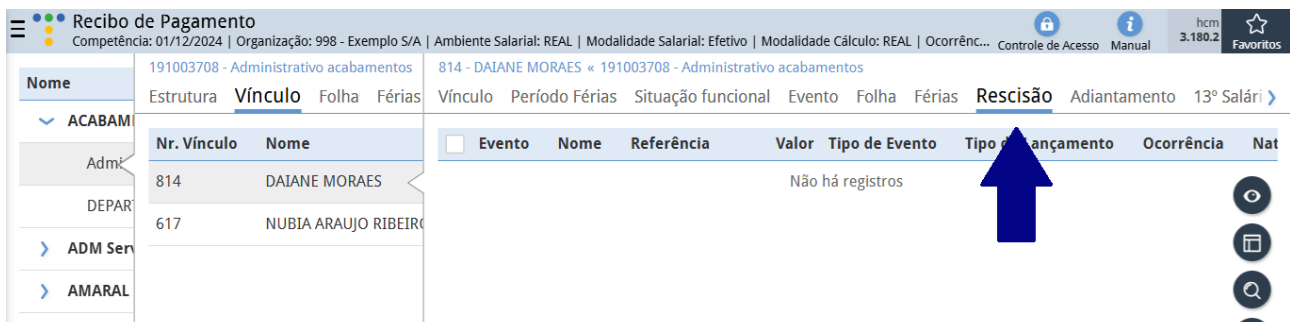 Recibo de Pagamento
Competência: 01/12/2024 | Organização: 998 - Exemplo S/A | Ambiente Salarial: REAL | Modalidade Salarial: Efetivo | Modalidade Cálculo: REAL | Ocorrênc...
Controle de Acesso
Manual
hcm
3.180.2
Favoritos
Nome
ACABAM
Admi
DEPAR
ADM Serv
AMARAL
191003708 - Administrativo acabamentos
Estrutura Vínculo Folha Férias
Nr. Vínculo Nome
814 DAIANE MORAES
617 NUBIA ARAUJO RIBEIRO
814 - DAIANE MORAES « 191003708 - Administrativo acabamentos
Vínculo Período Férias Situação funcional Evento Folha Férias Rescisão Adiantamento 13º Salári
Evento Nome Referência Valor Tipo de Evento Tipo de Lançamento Ocorrência Nat
Não há registros